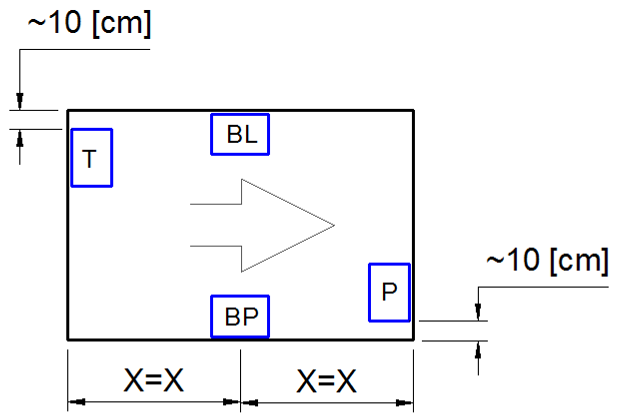 ~10 [cm]
BL
T
~10 [cm]
P
BP
X=X
X=X